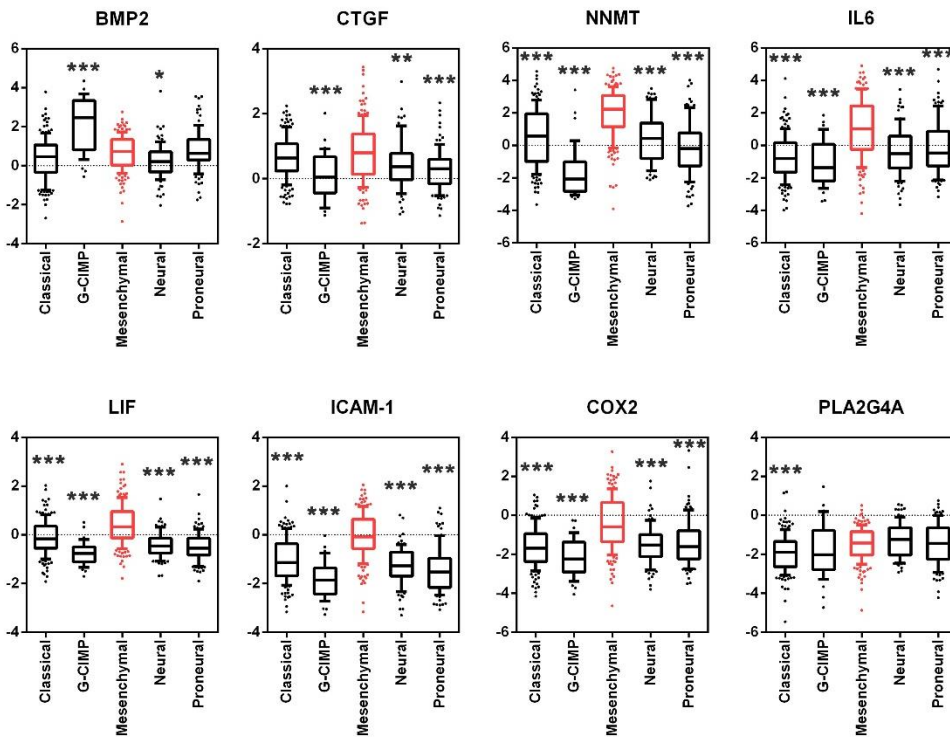 BMP2
6
4
2
0
-2
-4
***
*
Classical
G-CIMP
Mesenchymal
Neural
Proneural
CTGF
4
2
0
-2
***
**
***
Classical
G-CIMP
Mesenchymal
Neural
Proneural
NNMT
6
4
2
0
-2
-4
-6
***
***
***
***
Classical
G-CIMP
Mesenchymal
Neural
Proneural
IL6
6
4
2
0
-2
-4
-6
***
***
***
***
Classical
G-CIMP
Mesenchymal
Neural
Proneural
LIF
4
2
0
-2
-4
***
***
***
***
Classical
G-CIMP
Mesenchymal
Neural
Proneural
ICAM-1
4
2
0
-2
-4
***
***
***
***
Classical
G-CIMP
Mesenchymal
Neural
Proneural
COX2
4
2
0
-2
-4
-6
***
***
***
***
Classical
G-CIMP
Mesenchymal
Neural
Proneural
PLA2G4A
4
2
0
-2
-4
-6
***
Classical
G-CIMP
Mesenchymal
Neural
Proneural